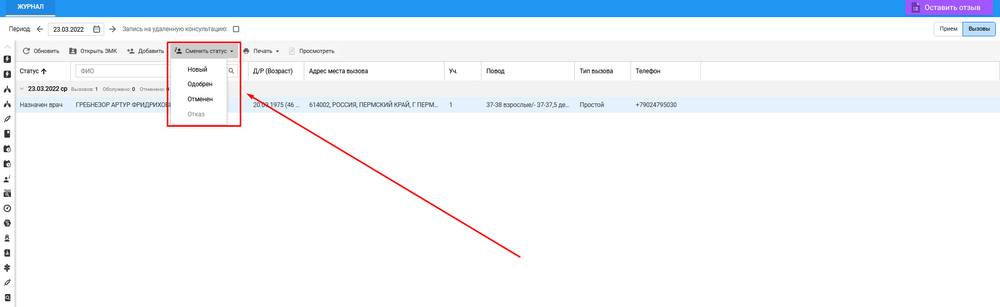 ЖУРНАЛ
Оставить отзыв
Период: 23.03.2022 Запись на удаленную консультацию:
Прием Вызовы
Обновить Открыть ЭМК Добавить Сменить статус Печать Просмотреть
Статус ФИО Д/Р (Возраст) Адрес места вызова Уч. Повод Тип вызова Телефон
23.03.2022 ср Вызовов: 1 Обслужено: 0 Отменено: 0
Назначен врач ГРЕБНЕЗОР АРТУР ФРИДРИХОВИ 20.09.1975 (46 ... 614002, РОССИЯ, ПЕРМСКИЙ КРАЙ, Г ПЕРМ... 1 37-38 взрослые/- 37-37,5 де... Простой +79024795030
Новый
Одобрен
Отменен
Отказ
ТАП